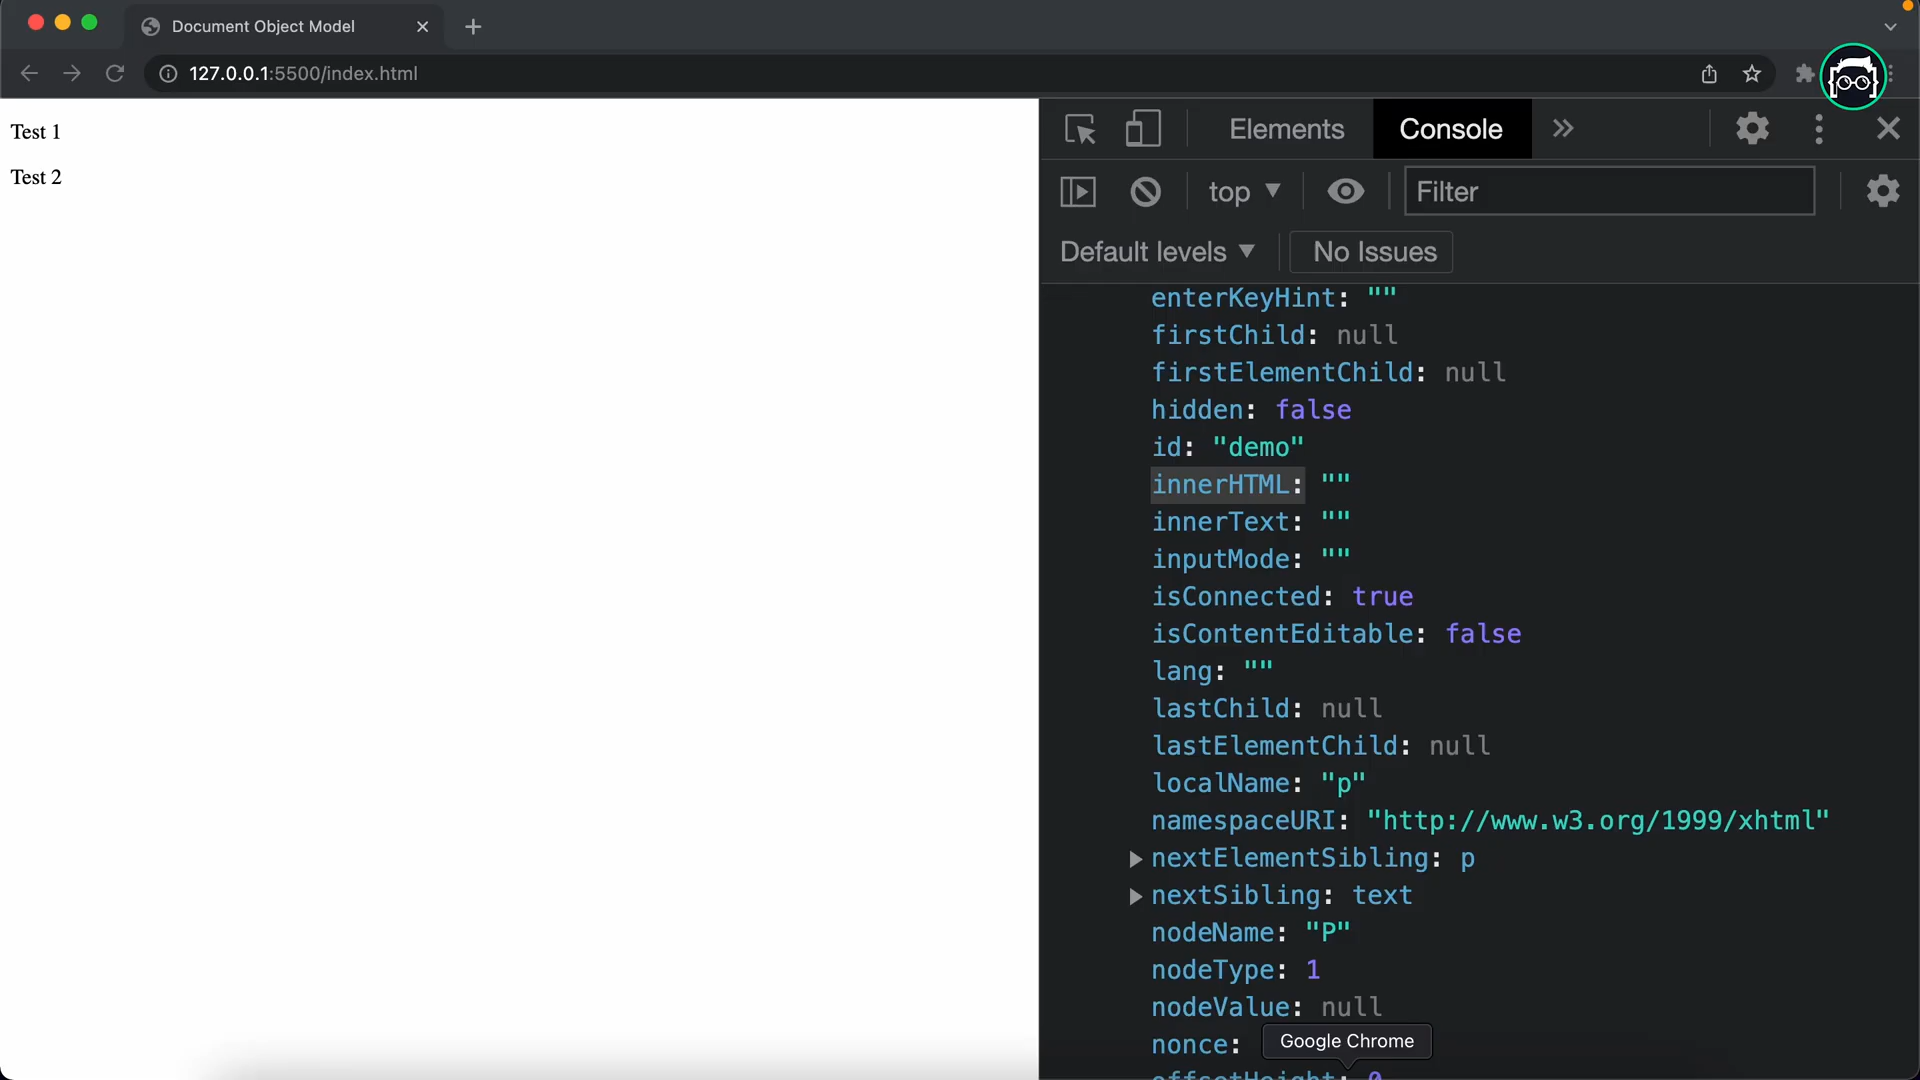 Document Object Model
127.0.0.1:5500/index.html
Test 1
Test 2
Elements
Console
top
Filter
Default levels
No Issues
enterKeyHint: ""
firstChild: null
firstElementChild: null
hidden: false
id: "demo"
innerHTML: ""
innerText: ""
inputMode: ""
isConnected: true
isContentEditable: false
lang: ""
lastChild: null
lastElementChild: null
localName: "p"
namespaceURI: "http://www.w3.org/1999/xhtml"
nextElementSibling: p
nextSibling: text
nodeName: "P"
nodeType: 1
nodeValue: null
nonce:
Google Chrome
offsetHeight: 0